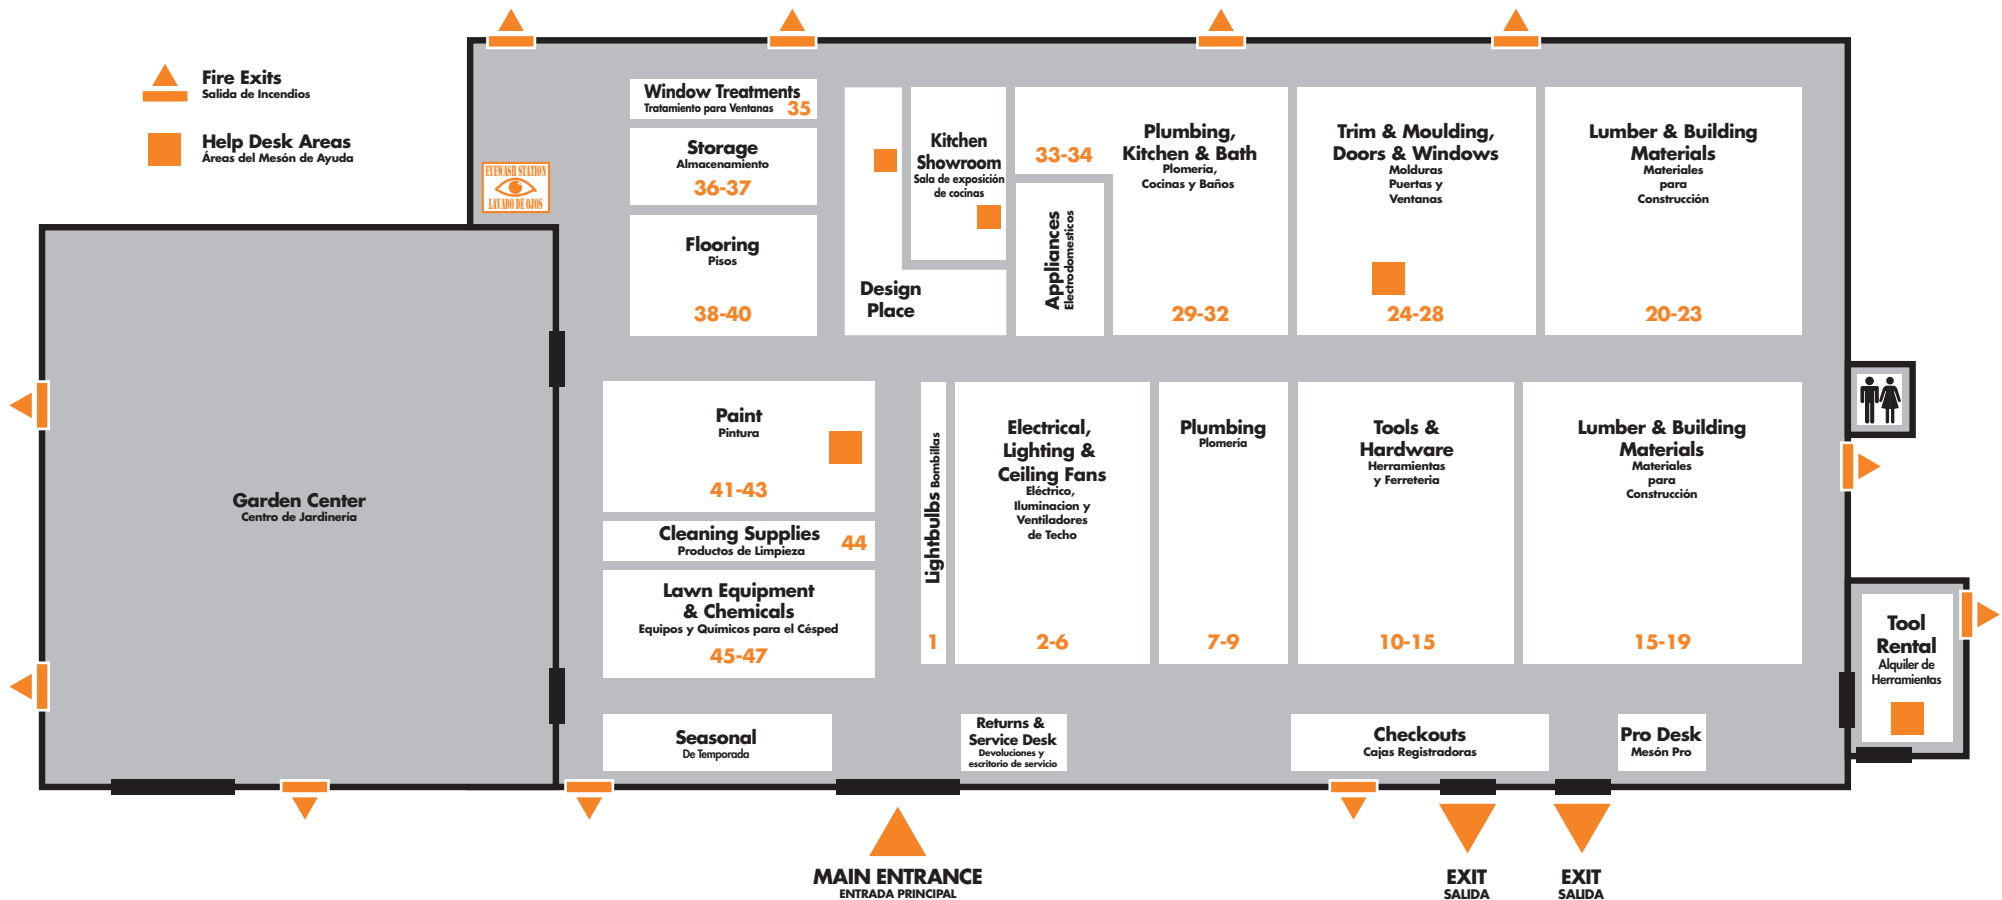 Fire Exits
Salida de Incendios
Help Desk Areas
Áreas del Mesón de Ayuda
EYEWASH STATION
LAVADO DE OJOS
Window Treatments
Tratamiento para Ventanas 35
Storage
Almacenamiento
36-37
Flooring
Pisos
38-40
Design
Place
Kitchen
Showroom
Sala de exposición
de cocinas
33-34
Appliances
Electrodomesticos
Plumbing,
Kitchen & Bath
Plomería,
Cocinas y Baños
29-32
Trim & Moulding,
Doors & Windows
Molduras
Puertas y
Ventanas
24-28
Lumber & Building
Materials
Materiales
para
Construcción
20-23
Garden Center
Centro de Jardinería
Paint
Pintura
41-43
Cleaning Supplies
Productos de Limpieza
44
Lawn Equipment
& Chemicals
Equipos y Químicos para el Césped
45-47
Lightbulbs Bombillas
1
Electrical,
Lighting &
Ceiling Fans
Eléctrico,
Iluminacion y
Ventiladores
de Techo
2-6
Plumbing
Plomería
7-9
Tools &
Hardware
Herramientas
y Ferreteria
10-15
Lumber & Building
Materials
Materiales
para
Construcción
15-19
Tool
Rental
Alquiler de
Herramientas
Seasonal
De Temporada
Returns &
Service Desk
Devoluciones y
escritorio de servicio
Checkouts
Cajas Registradoras
Pro Desk
Mesón Pro
MAIN ENTRANCE
ENTRADA PRINCIPAL
EXIT
SALIDA
EXIT
SALIDA